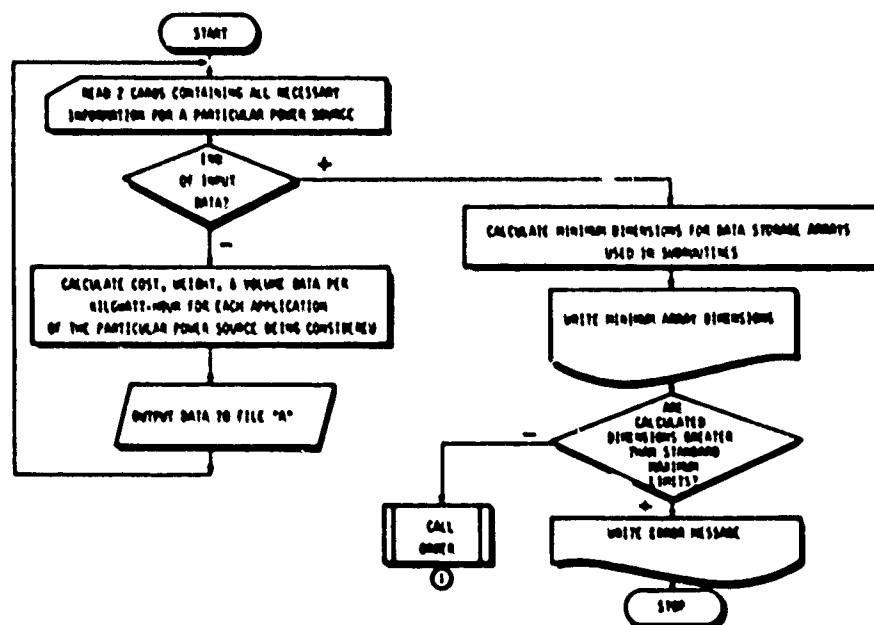 START
READ 2 CARDS CONTAINING ALL NECESSARY
INFORMATION FOR A PARTICULAR POWER SOURCE
END
OF INPUT
DATA?
+
-
CALCULATE COST, WEIGHT, & VOLUME DATA PER
KILOWATT-HOUR FOR EACH APPLICATION
OF THE PARTICULAR POWER SOURCE BEING CONSIDERED
OUTPUT DATA TO FILE "A"
CALCULATE MINIMUM DIMENSIONS FOR DATA STORAGE ARRAYS
USED IN SUBROUTINES
WRITE MINIMUM ARRAY DIMENSIONS
ARE
CALCULATED
DIMENSIONS GREATER
THAN STANDARD
MAXIMUM
LIMITS?
-
+
CALL
ORDER
1
WRITE ERROR MESSAGE
STOP